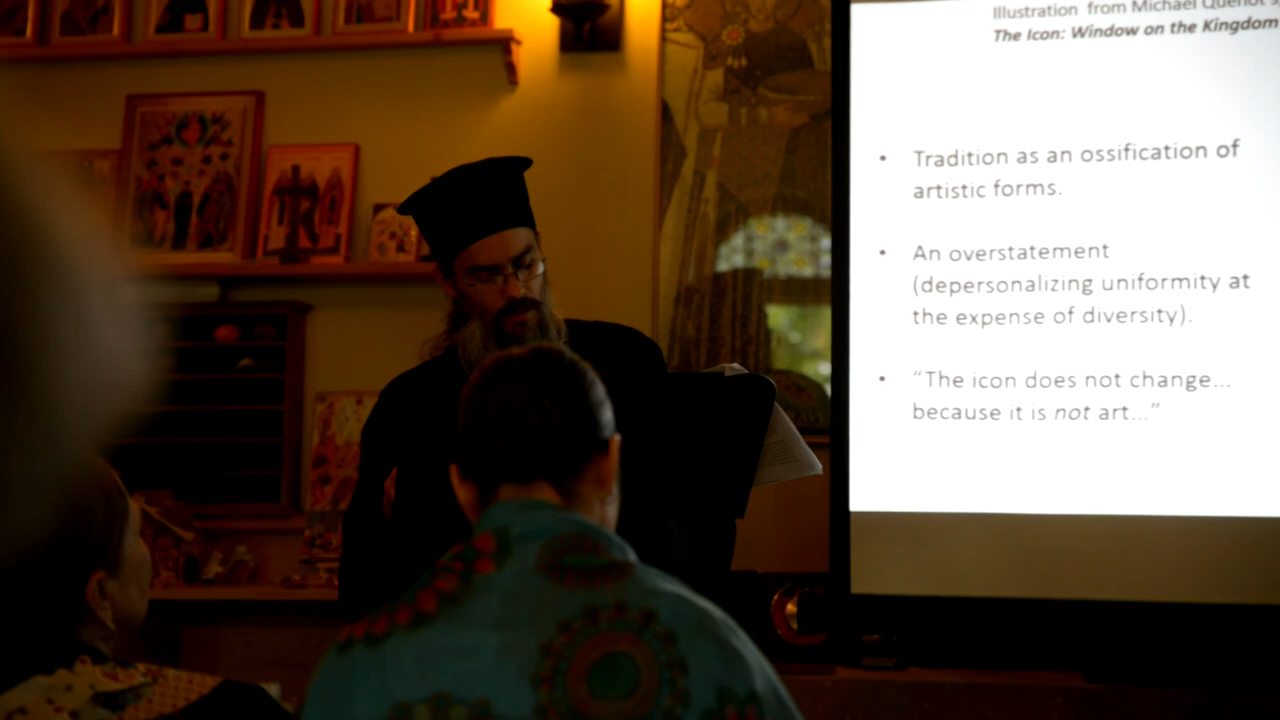 Illustration from Michael Quenot's
The Icon: Window on the Kingdom
• Tradition as an ossification of
artistic forms.
• An overstatement
(depersonalizing uniformity at
the expense of diversity).
• “The icon does not change...
because it is not art...”